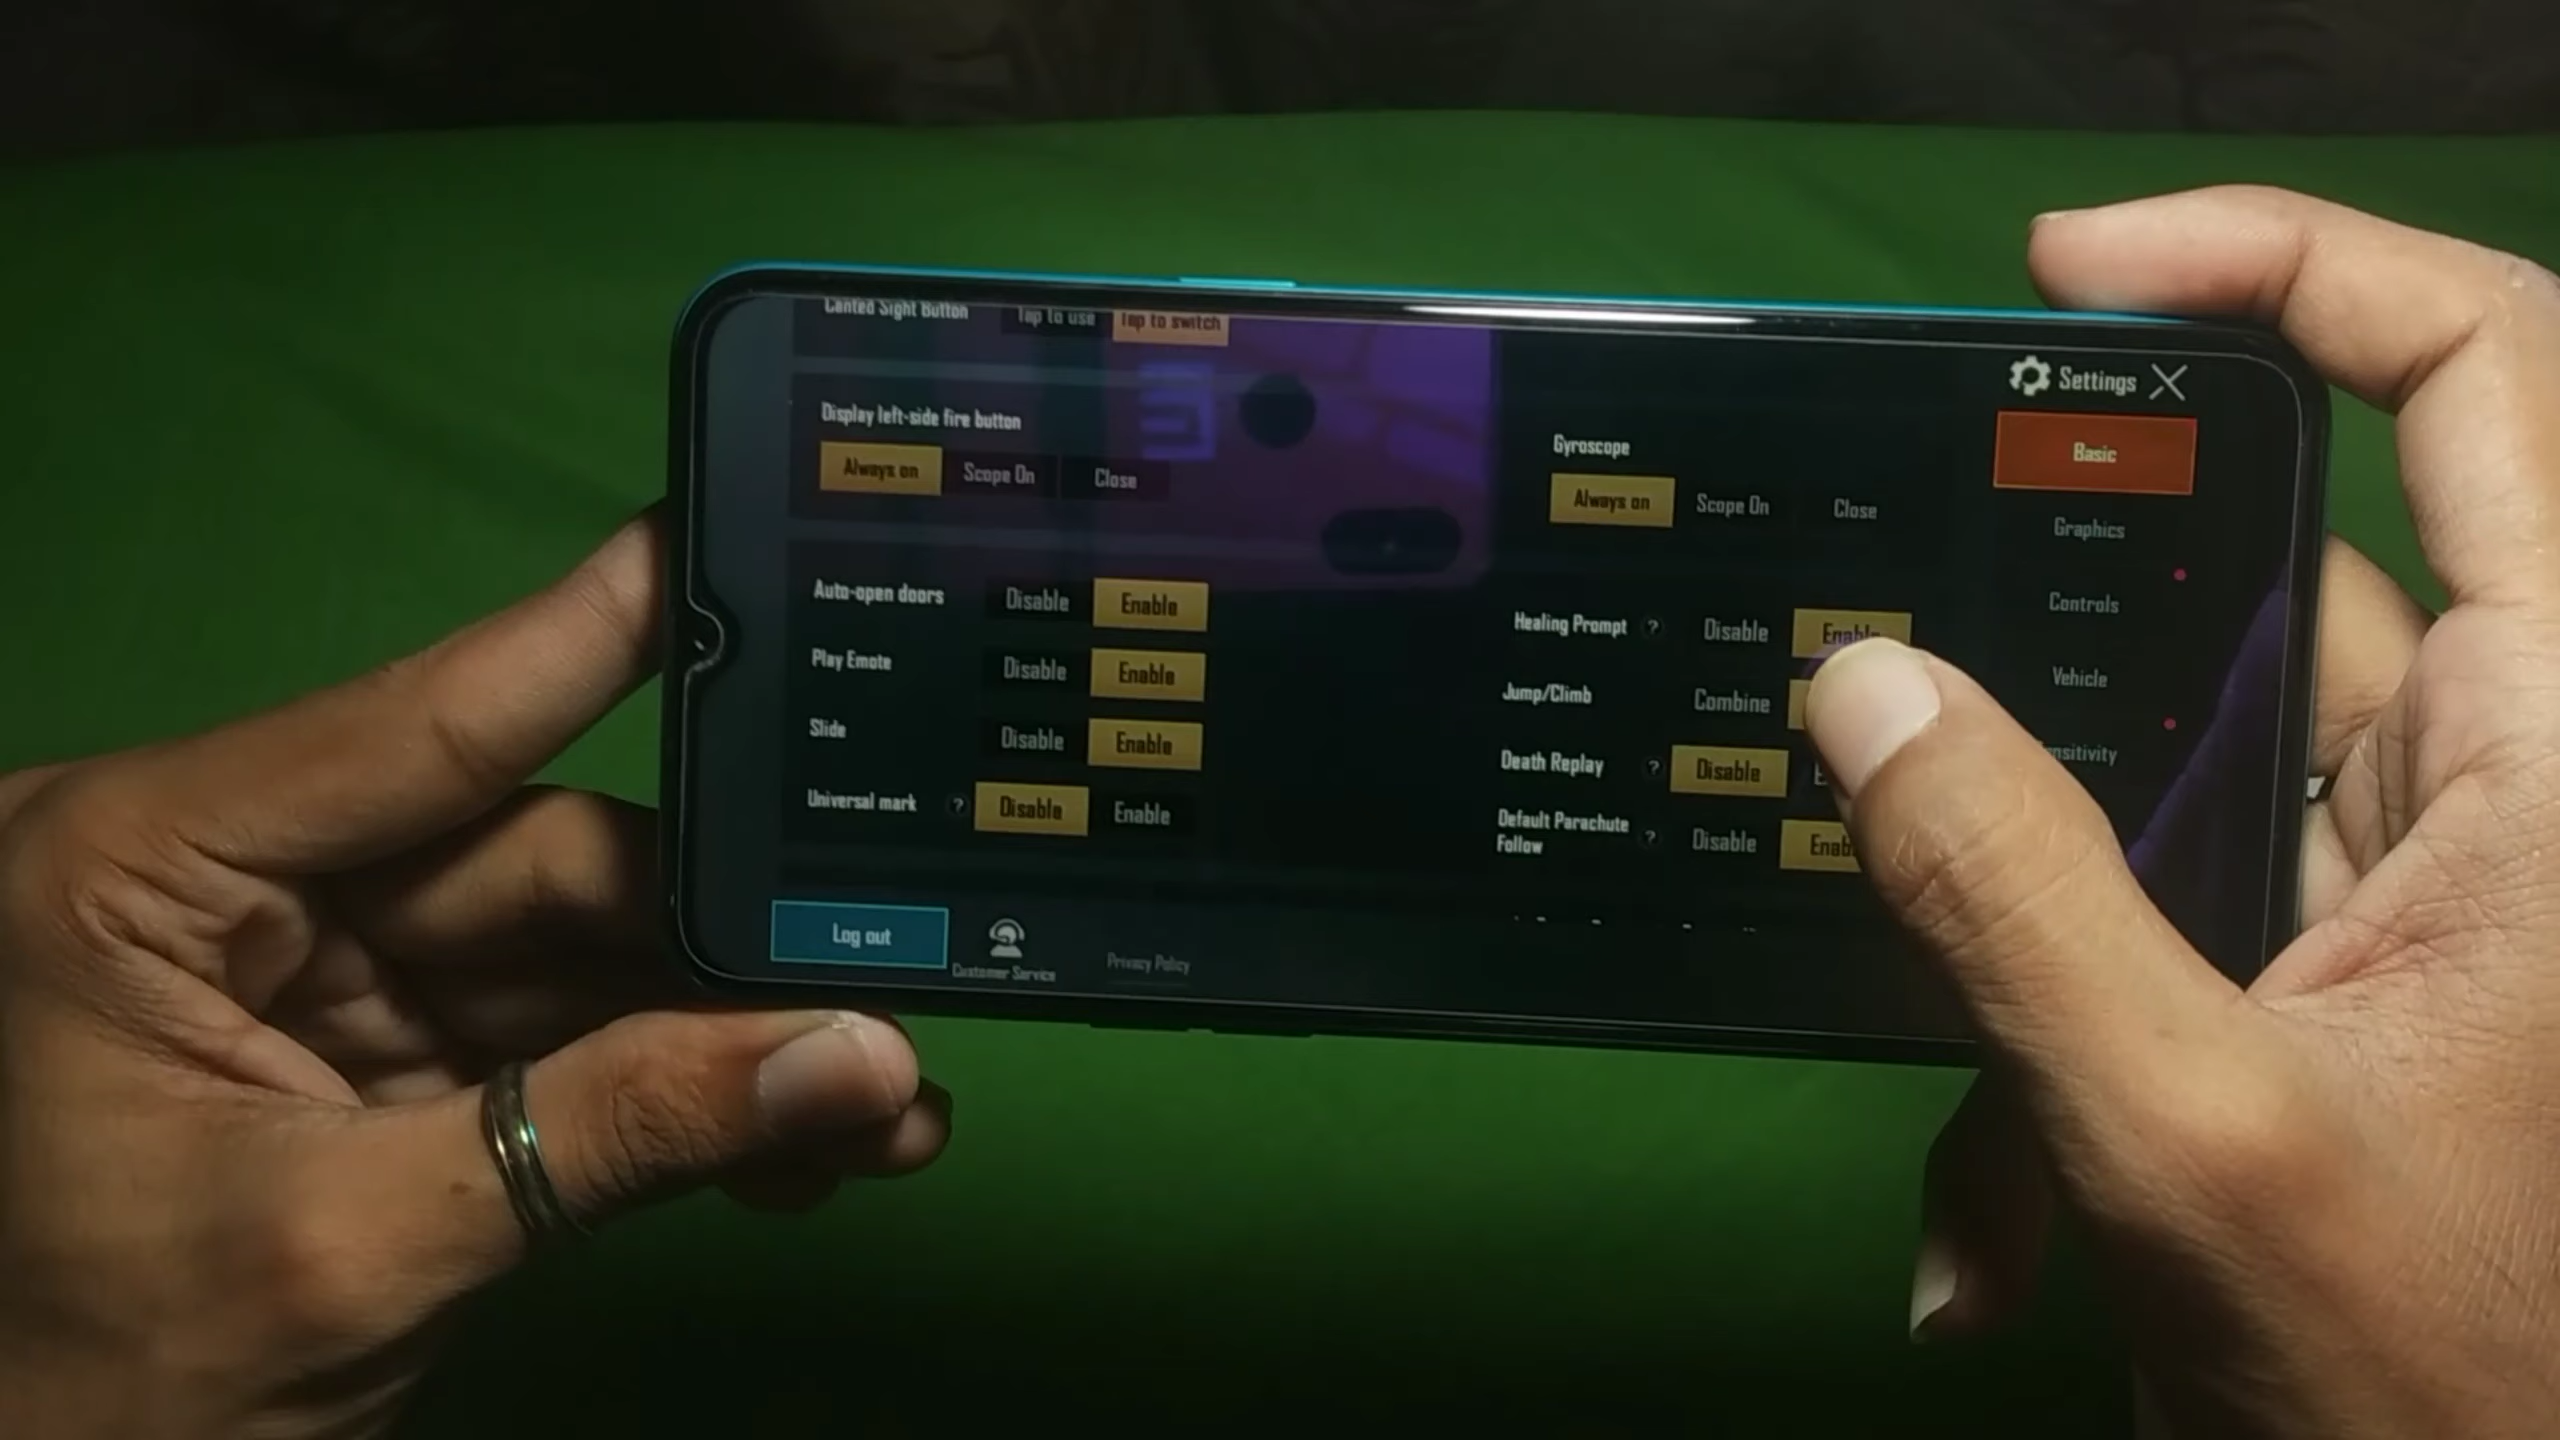 Canted Sight Button Tap to use Tap to switch
Display left-side fire button
Always on Scope On Close
Auto-open doors Disable Enable
Play Emote Disable Enable
Slide Disable Enable
Universal mark ? Disable Enable
Log out
Customer Service
Privacy Policy
Gyroscope
Always on Scope On Close
Healing Prompt ? Disable Enable
Jump/Climb Combine
Death Replay ? Disable
Default Parachute
Follow ? Disable Enab
Settings
Basic
Graphics
Controls
Vehicle
nsitivity